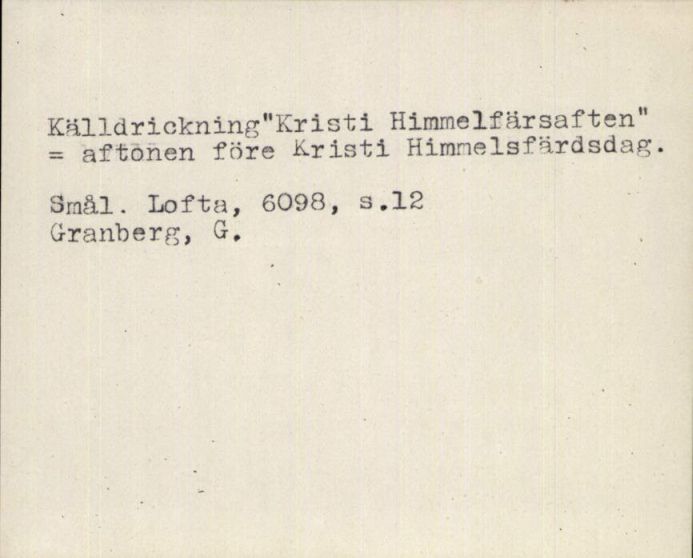 Källdrickning"Kristi Himmelfärsaften"
= aftonen före Kristi Himmelsfärdsdag.
Smål. Lofta, 6098, s.12
Granberg, G.